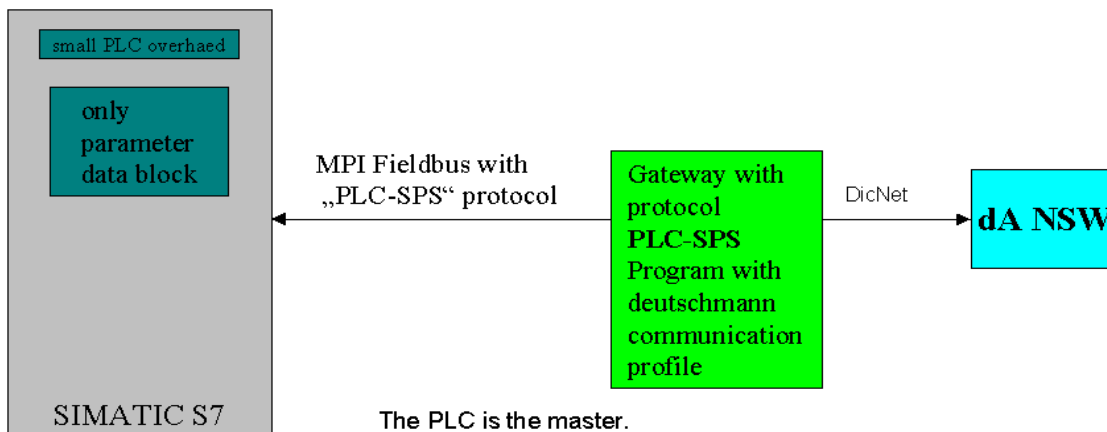 small PLC overhaed
only
parameter
data block
SIMATIC S7
MPI Fieldbus with
„PLC-SPS“ protocol
Gateway with
protocol
PLC-SPS
Program with
deutschmann
communication
profile
DicNet
dA NSW
The PLC is the master.